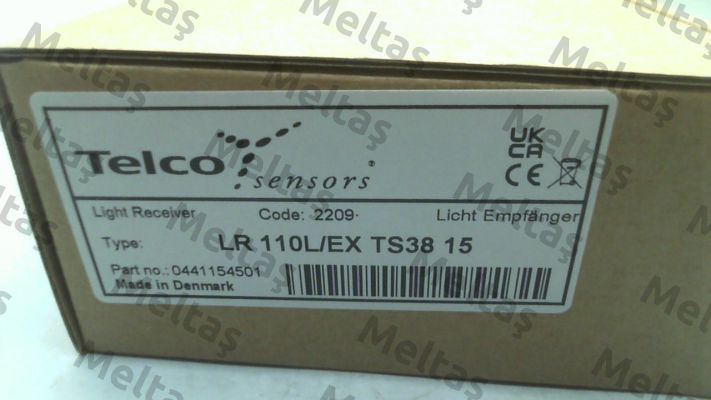 Telco
sensors
UK
CA
CE
Light Receiver Code: 2209· Licht Empfänger
Type: LR 110L/EX TS38 15
Part no.: 0441154501
Made in Denmark
Meltaş